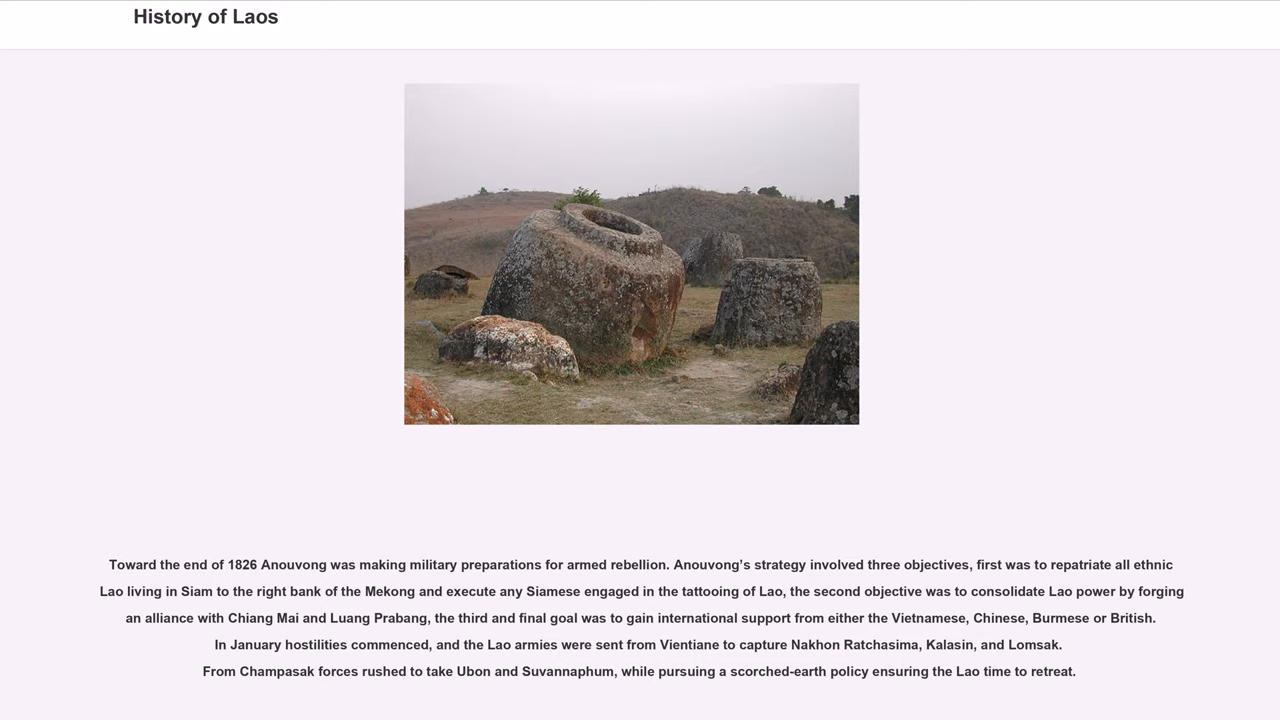 History of Laos
Toward the end of 1826 Anouvong was making military preparations for armed rebellion. Anouvong’s strategy involved three objectives, first was to repatriate all ethnic
Lao living in Siam to the right bank of the Mekong and execute any Siamese engaged in the tattooing of Lao, the second objective was to consolidate Lao power by forging
an alliance with Chiang Mai and Luang Prabang, the third and final goal was to gain international support from either the Vietnamese, Chinese, Burmese or British.
In January hostilities commenced, and the Lao armies were sent from Vientiane to capture Nakhon Ratchasima, Kalasin, and Lomsak.
From Champasak forces rushed to take Ubon and Suvannaphum, while pursuing a scorched-earth policy ensuring the Lao time to retreat.